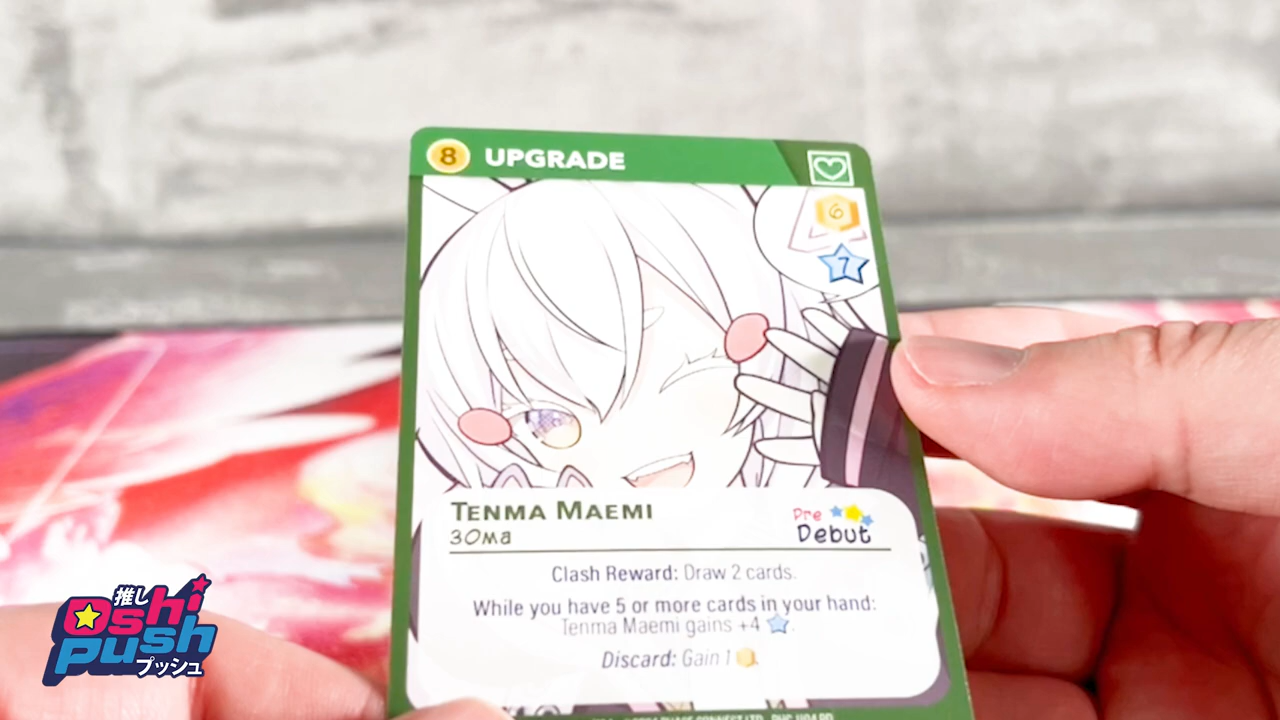 8 UPGRADE
6
7
TENMA MAEMI
30ма
Pre
Debut
Clash Reward: Draw 2 cards.
While you have 5 or more cards in your hand:
Tenma Maemi gains +4 .
Discard: Gain 1 .
推し
Oshi
push
プッシュ